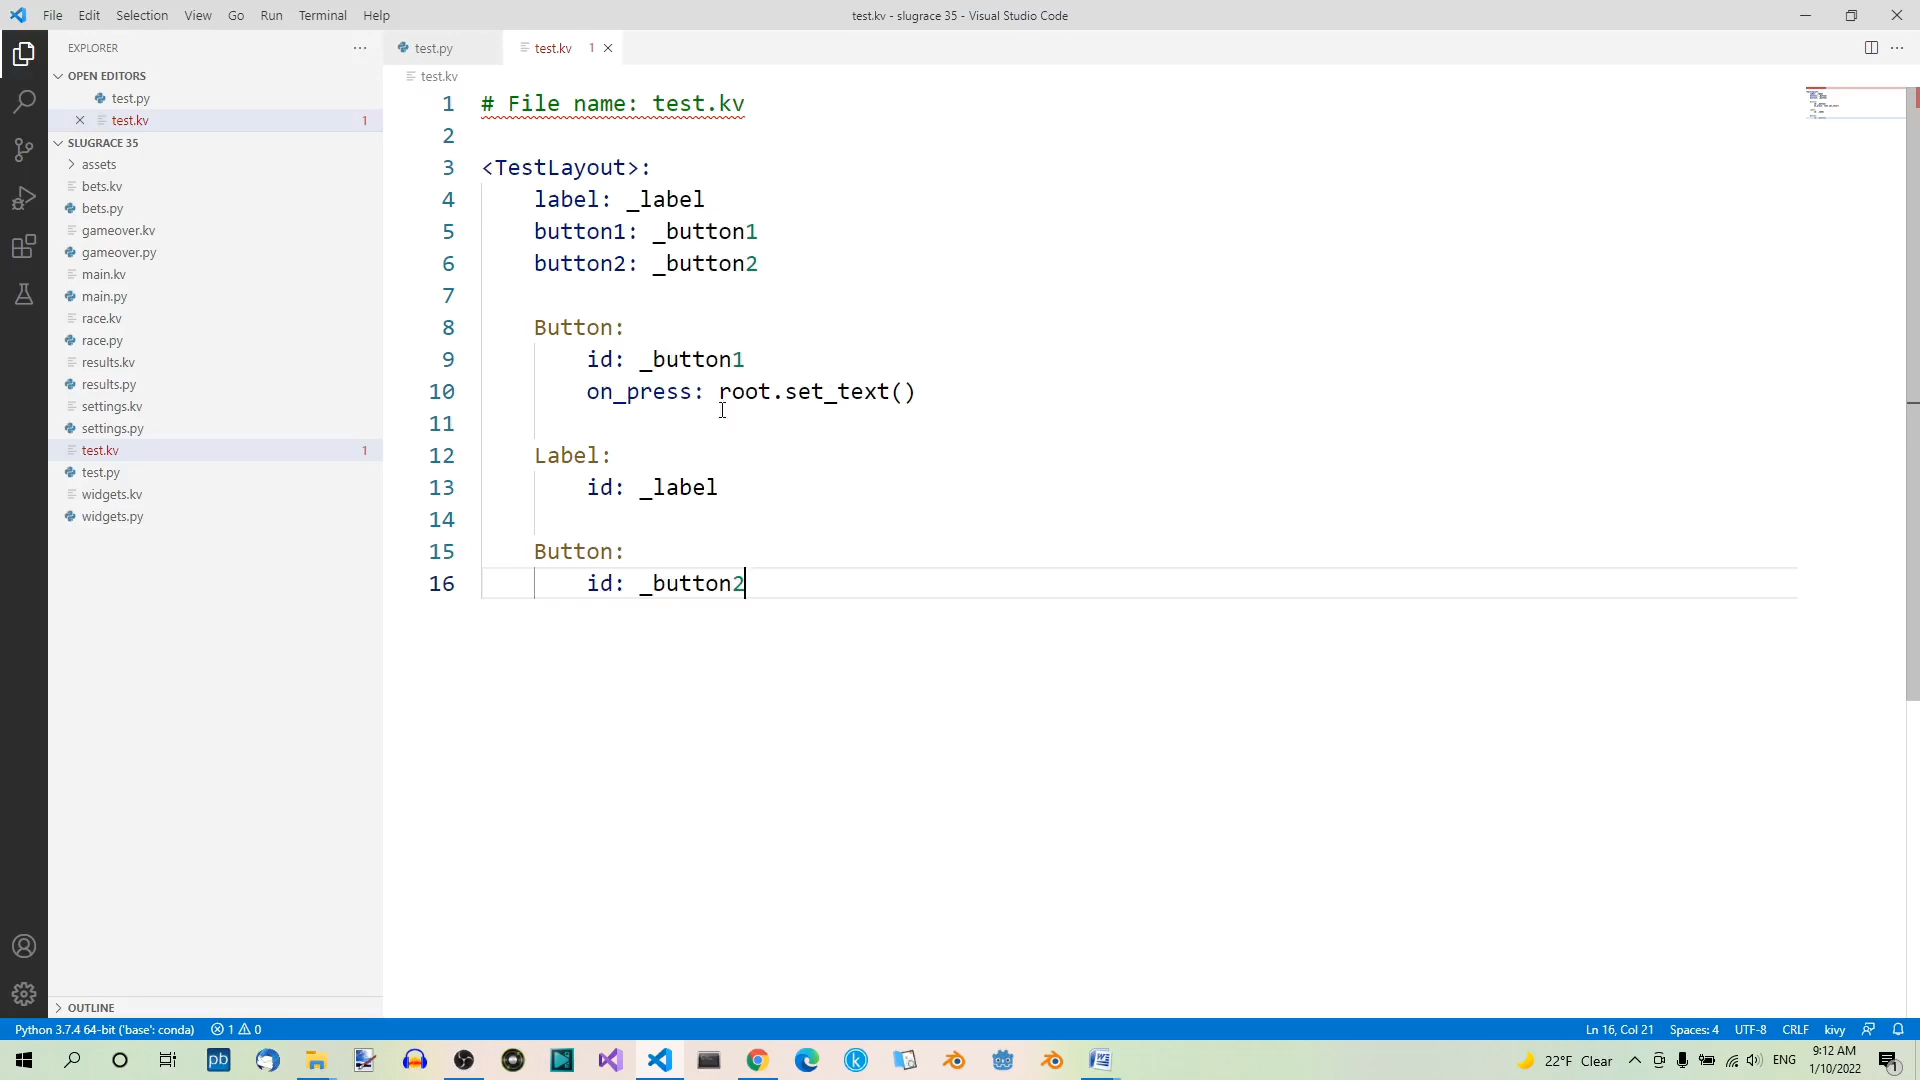 File Edit Selection View Go Run Terminal Help
test.kv - slugrace 35 - Visual Studio Code
EXPLORER
OPEN EDITORS
test.py
test.kv 1
SLUGRACE 35
assets
bets.kv
bets.py
gameover.kv
gameover.py
main.kv
main.py
race.kv
race.py
results.kv
results.py
settings.kv
settings.py
test.kv 1
test.py
widgets.kv
widgets.py
OUTLINE
test.py
test.kv 1
test.kv
1 # File name: test.kv
2
3 <TestLayout>:
4 label: _label
5 button1: _button1
6 button2: _button2
7
8 Button:
9 id: _button1
10 on_press: root.set_text()
11
12 Label:
13 id: _label
14
15 Button:
16 id: _button2
Python 3.7.4 64-bit ('base': conda) 1 0
Ln 16, Col 21 Spaces: 4 UTF-8 CRLF kivy
pb
22°F Clear
ENG
9:12 AM
1/10/2022
1